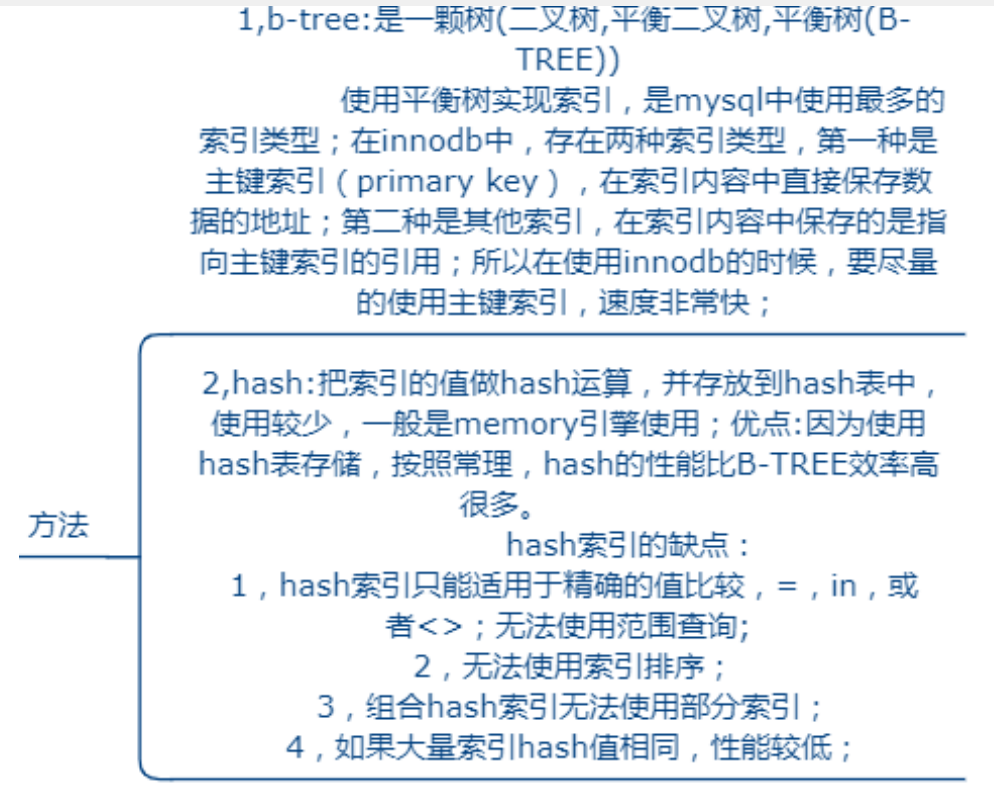 1,b-tree:是一颗树(二叉树,平衡二叉树,平衡树(B-
TREE))
使用平衡树实现索引，是mysql中使用最多的
索引类型；在innodb中，存在两种索引类型，第一种是
主键索引（primary key），在索引内容中直接保存数
据的地址；第二种是其他索引，在索引内容中保存的是指
向主键索引的引用；所以在使用innodb的时候，要尽量
的使用主键索引，速度非常快；
2,hash:把索引的值做hash运算，并存放到hash表中，
使用较少，一般是memory引擎使用；优点:因为使用
hash表存储，按照常理，hash的性能比B-TREE效率高
很多。
hash索引的缺点：
1，hash索引只能适用于精确的值比较，=，in，或
者<>；无法使用范围查询;
2，无法使用索引排序；
3，组合hash索引无法使用部分索引；
4，如果大量索引hash值相同，性能较低；
方法